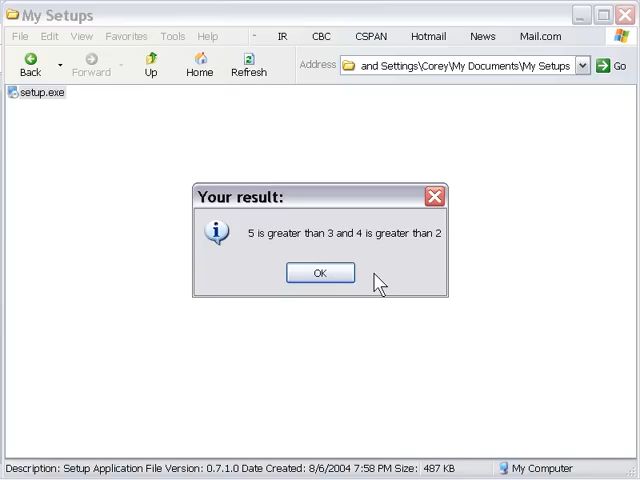 My Setups
File Edit View Favorites Tools Help IR CBC CSPAN Hotmail News Mail.com
Back Forward Up Home Refresh Address and Settings\Corey\My Documents\My Setups Go
setup.exe
Your result:
5 is greater than 3 and 4 is greater than 2
OK
Description: Setup Application File Version: 0.7.1.0 Date Created: 8/6/2004 7:58 PM Size: 487 KB My Computer